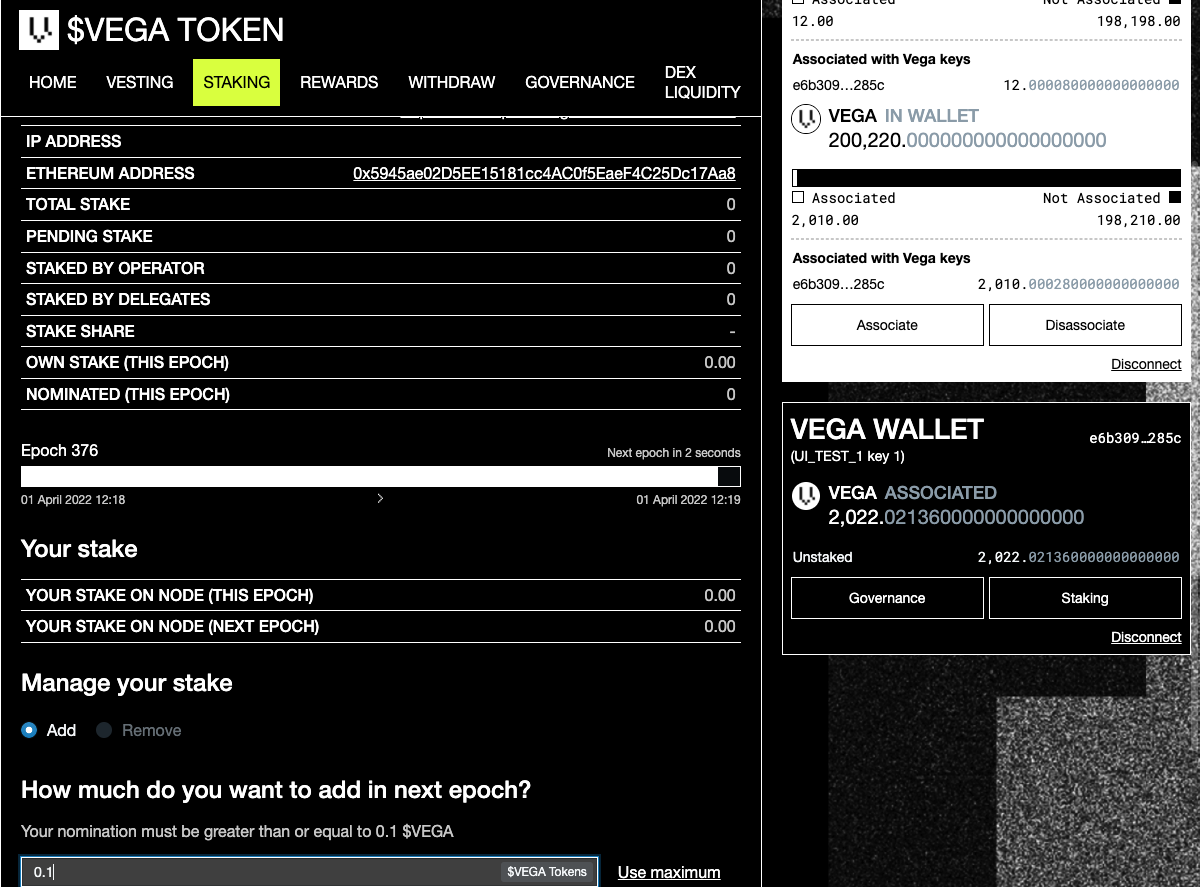 $VEGA TOKEN
HOME VESTING STAKING REWARDS WITHDRAW GOVERNANCE DEX LIQUIDITY
IP ADDRESS
ETHEREUM ADDRESS 0x5945ae02D5EE15181cc4AC0f5EaeF4C25Dc17Aa8
TOTAL STAKE 0
PENDING STAKE 0
STAKED BY OPERATOR 0
STAKED BY DELEGATES 0
STAKE SHARE -
OWN STAKE (THIS EPOCH) 0.00
NOMINATED (THIS EPOCH) 0
Epoch 376 Next epoch in 2 seconds
01 April 2022 12:18 01 April 2022 12:19
Your stake
YOUR STAKE ON NODE (THIS EPOCH) 0.00
YOUR STAKE ON NODE (NEXT EPOCH) 0.00
Manage your stake
Add Remove
How much do you want to add in next epoch?
Your nomination must be greater than or equal to 0.1 $VEGA
0.1 $VEGA Tokens Use maximum
Associated Not Associated
12.00 198,198.00
Associated with Vega keys
e6b309…285c 12.000080000000000000
VEGA IN WALLET
200,220.000000000000000000
Associated Not Associated
2,010.00 198,210.00
Associated with Vega keys
e6b309…285c 2,010.000280000000000000
Associate Disassociate
Disconnect
VEGA WALLET e6b309…285c
(UI_TEST_1 key 1)
VEGA ASSOCIATED
2,022.021360000000000000
Unstaked 2,022.021360000000000000
Governance Staking
Disconnect